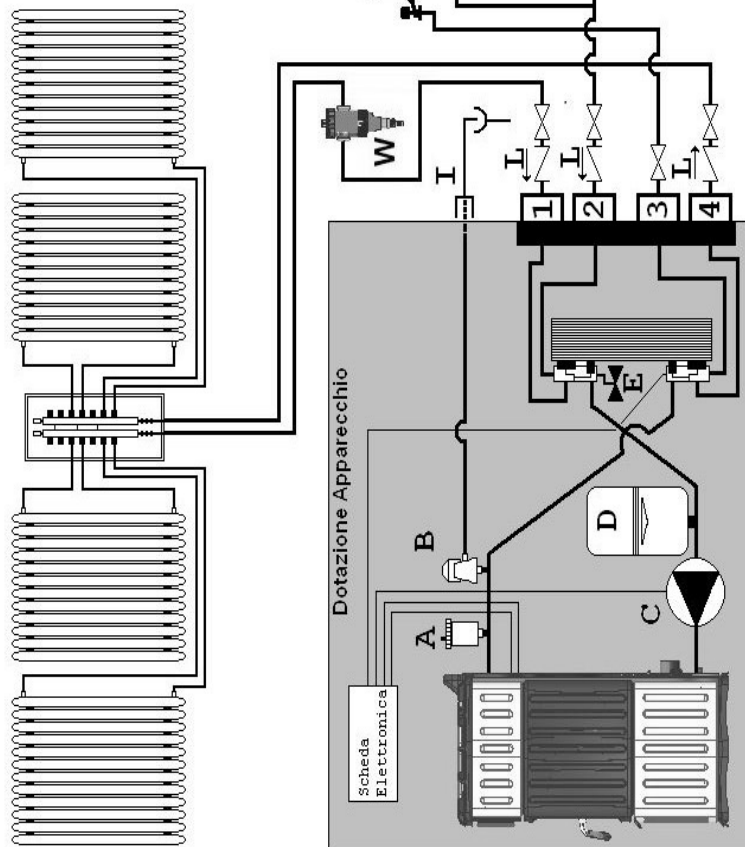 W
I
L
L
L
L
1
2
3
4
Dotazione Apparecchio
E
D
B
A
C
Scheda
Elettronica